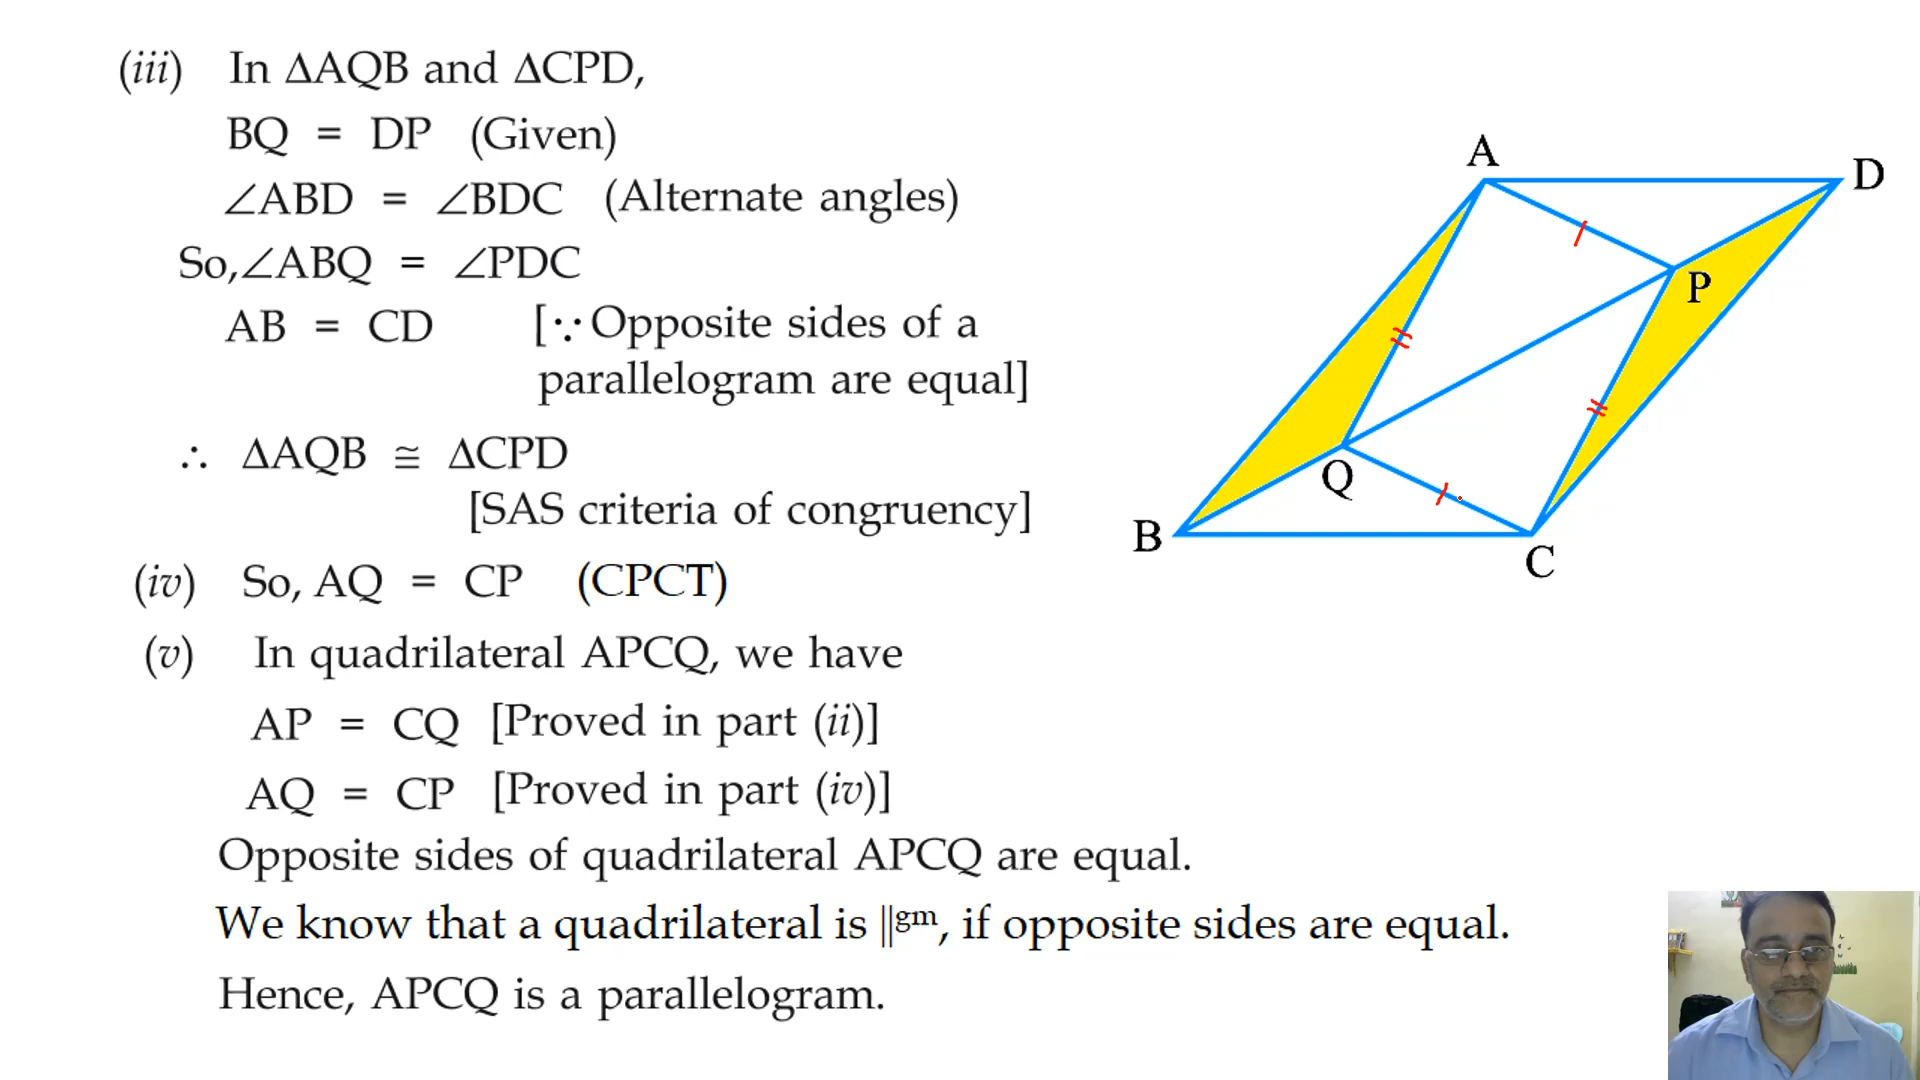 (iii) In ΔAQB and ΔCPD,
BQ = DP (Given)
∠ABD = ∠BDC (Alternate angles)
So,∠ABQ = ∠PDC
AB = CD [∵ Opposite sides of a
parallelogram are equal]
∴ ΔAQB ≅ ΔCPD
[SAS criteria of congruency]
(iv) So, AQ = CP (CPCT)
(v) In quadrilateral APCQ, we have
AP = CQ [Proved in part (ii)]
AQ = CP [Proved in part (iv)]
Opposite sides of quadrilateral APCQ are equal.
We know that a quadrilateral is ||gm, if opposite sides are equal.
Hence, APCQ is a parallelogram.
A
D
P
Q
B
C